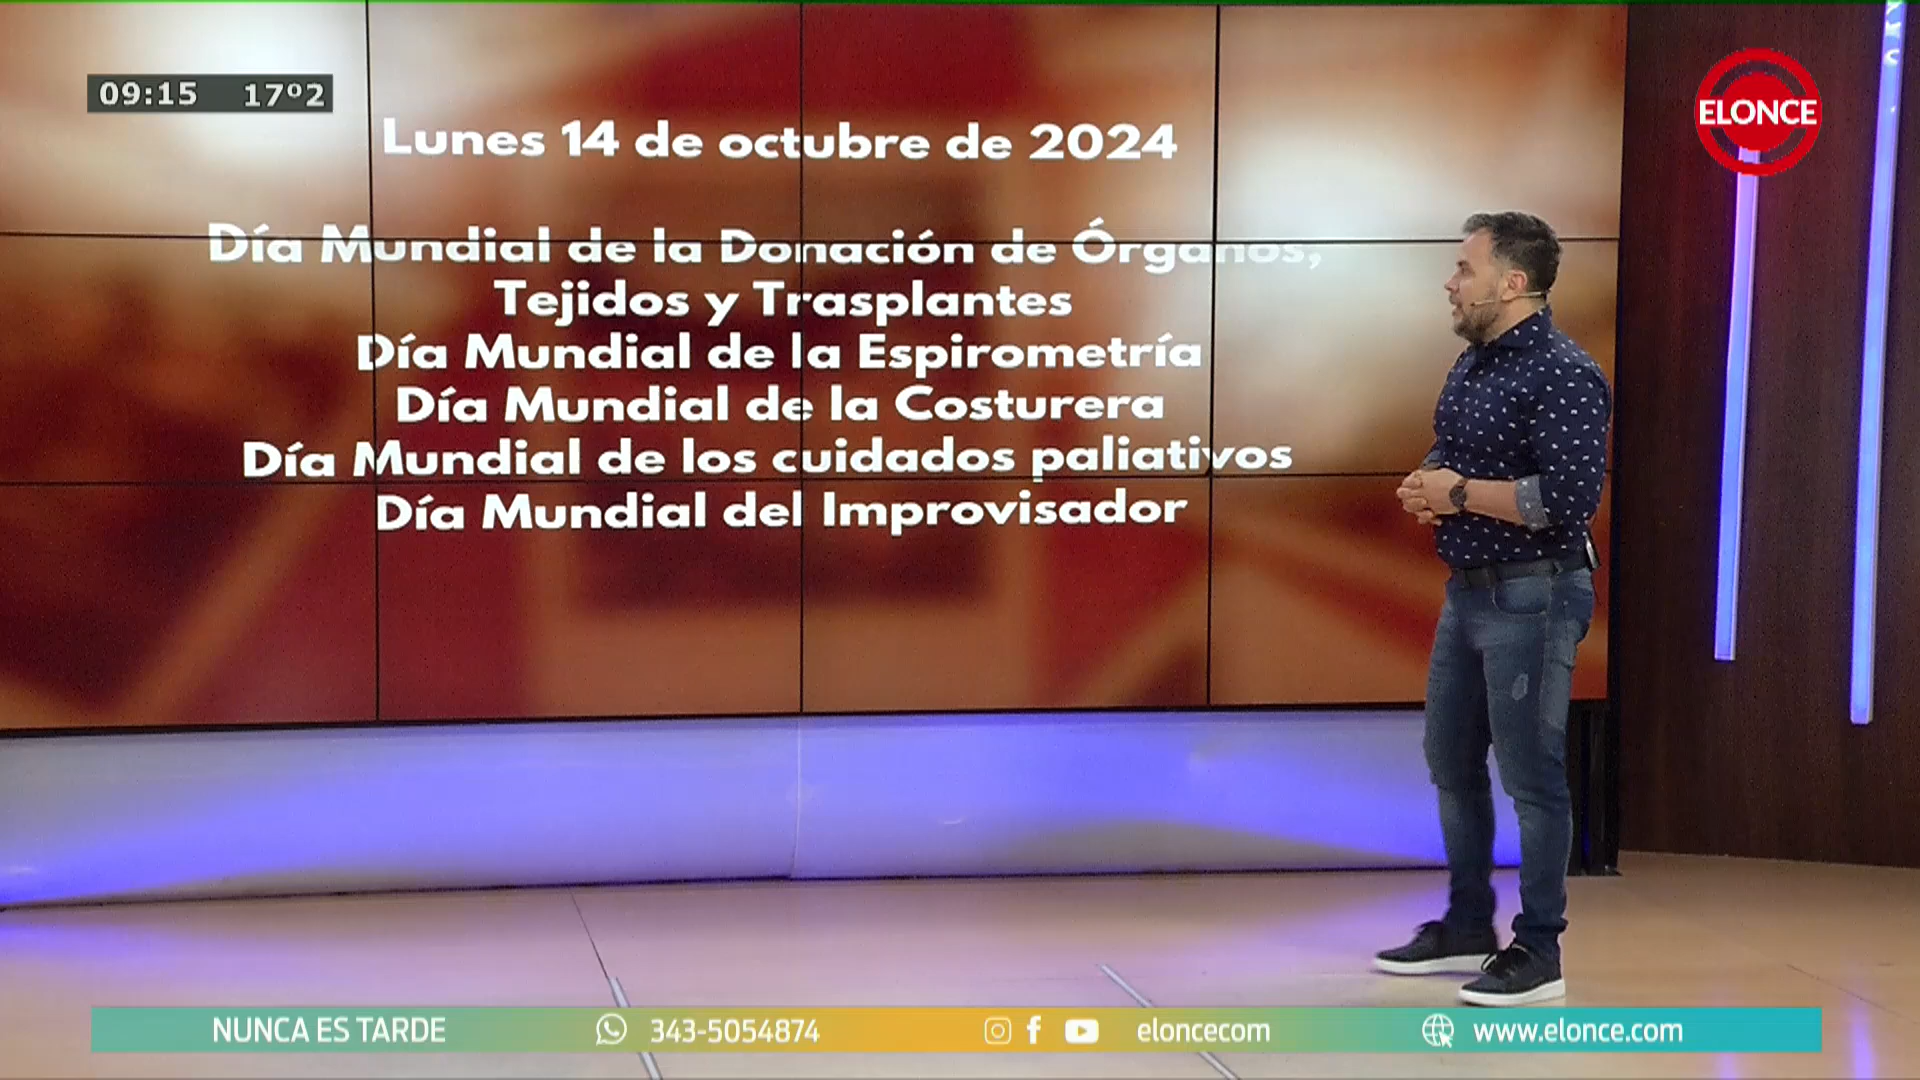 09:15 17º2
ELONCE
Lunes 14 de octubre de 2024
Día Mundial de la Donación de Órganos,
Tejidos y Trasplantes
Día Mundial de la Espirometría
Día Mundial de la Costurera
Día Mundial de los cuidados paliativos
Día Mundial del Improvisador
NUNCA ES TARDE 343-5054874 eloncecom www.elonce.com